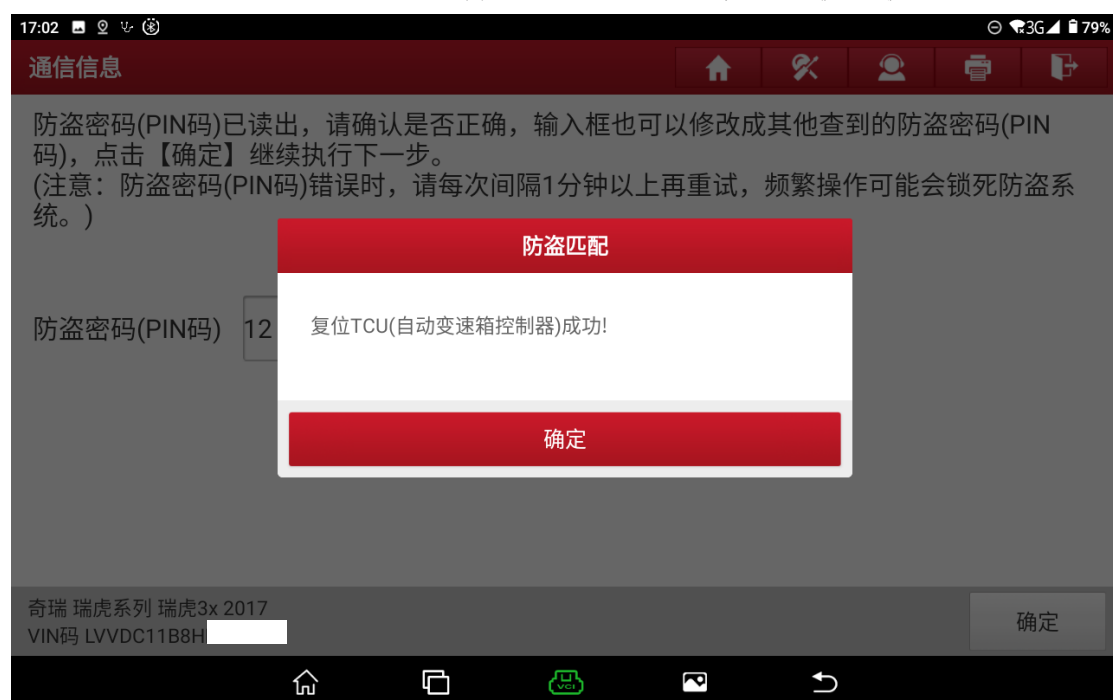 17:02
3G
79%
通信信息
防盗密码(PIN码)已读出，请确认是否正确，输入框也可以修改成其他查到的防盗密码(PIN
码)，点击【确定】继续执行下一步。
(注意：防盗密码(PIN码)错误时，请每次间隔1分钟以上再重试，频繁操作可能会锁死防盗系
统。)
防盗匹配
防盗密码(PIN码)
12
复位TCU(自动变速箱控制器)成功!
确定
奇瑞 瑞虎系列 瑞虎3x 2017
VIN码 LVVDC11B8H
确定
VCI